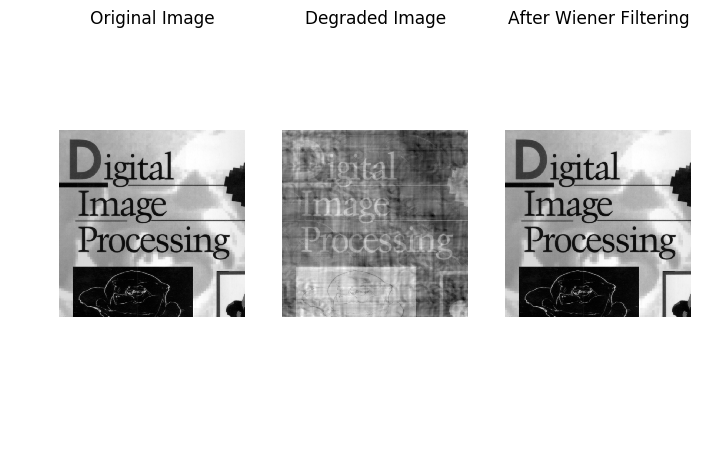 Original Image
Degraded Image
After Wiener Filtering
Digital
Image
Processing
Digital
Image
Processing
Digital
Image
Processing